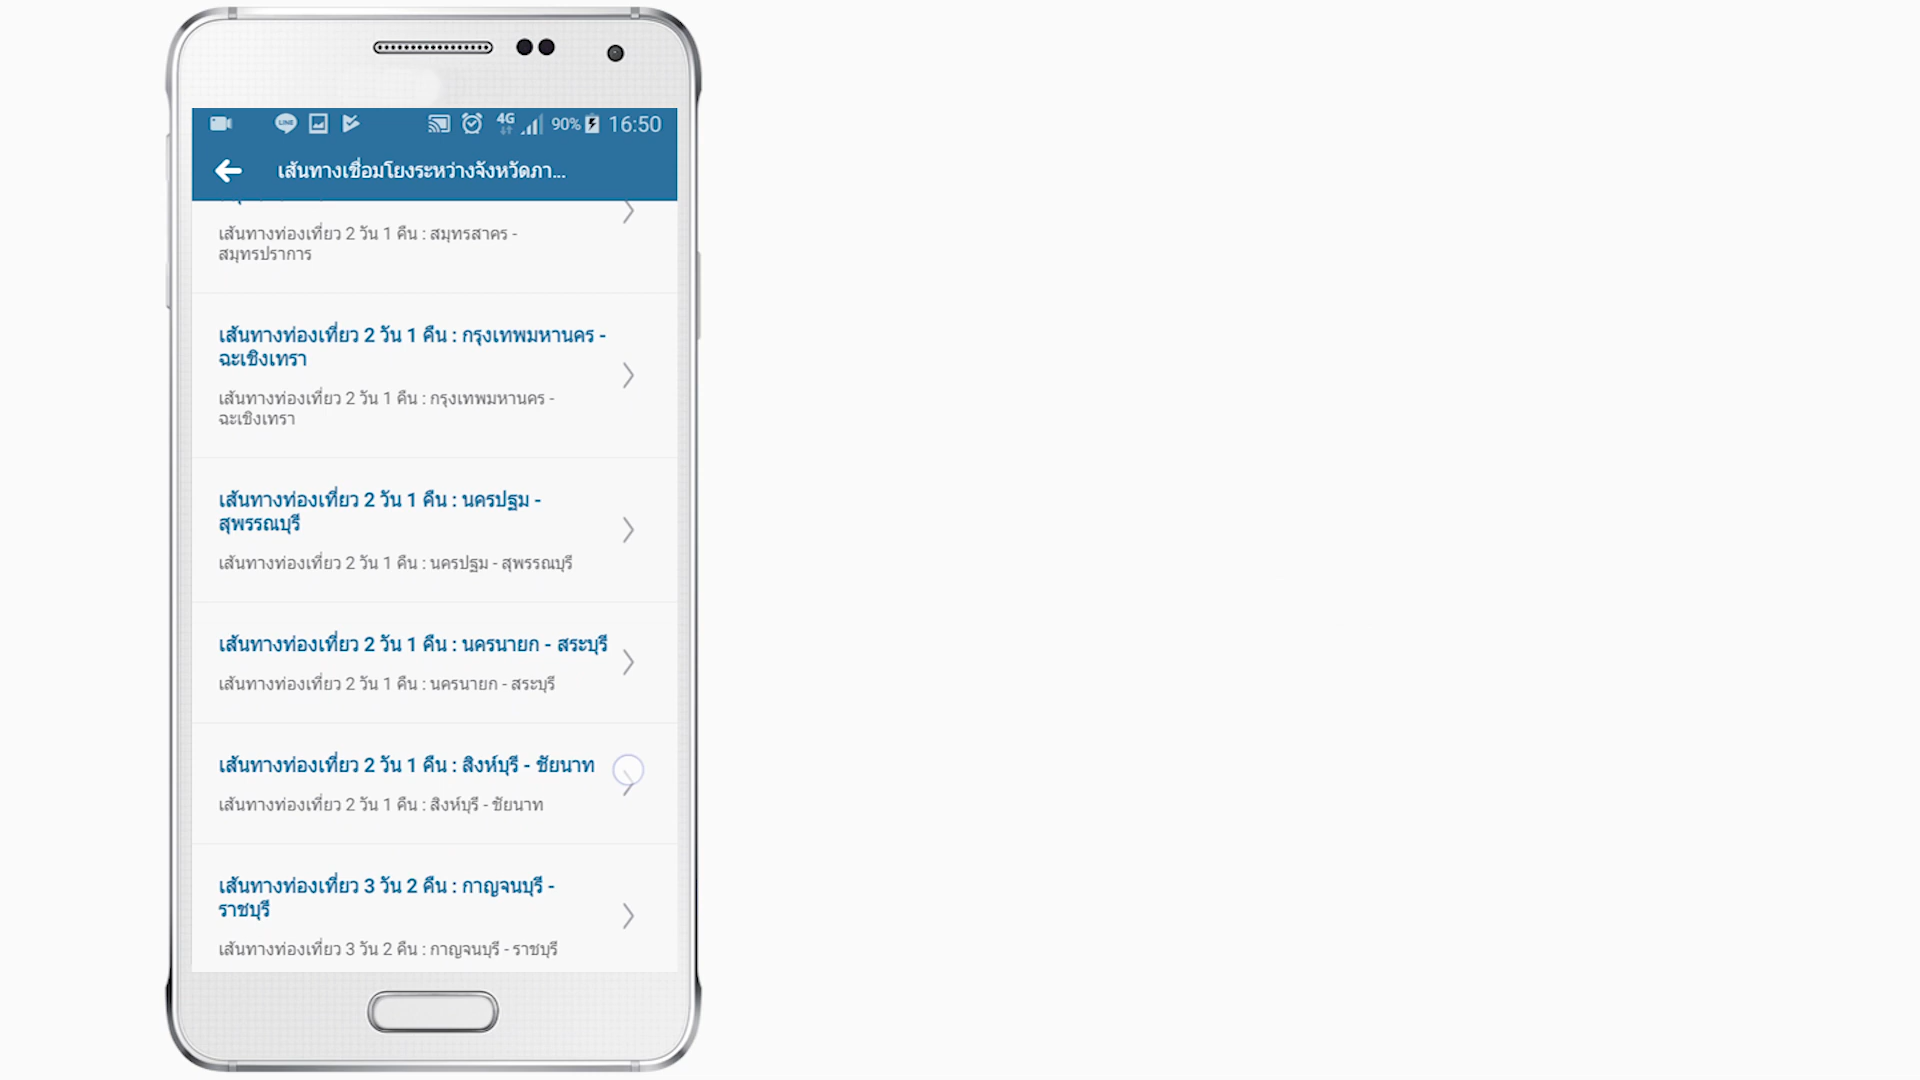 LINE 4G 90% 16:50
เส้นทางเชื่อมโยงระหว่างจังหวัดภา...
เส้นทางท่องเที่ยว 2 วัน 1 คืน : สมุทรสาคร -
สมุทรปราการ
เส้นทางท่องเที่ยว 2 วัน 1 คืน : กรุงเทพมหานคร -
ฉะเชิงเทรา
เส้นทางท่องเที่ยว 2 วัน 1 คืน : กรุงเทพมหานคร -
ฉะเชิงเทรา
เส้นทางท่องเที่ยว 2 วัน 1 คืน : นครปฐม -
สุพรรณบุรี
เส้นทางท่องเที่ยว 2 วัน 1 คืน : นครปฐม - สุพรรณบุรี
เส้นทางท่องเที่ยว 2 วัน 1 คืน : นครนายก - สระบุรี
เส้นทางท่องเที่ยว 2 วัน 1 คืน : นครนายก - สระบุรี
เส้นทางท่องเที่ยว 2 วัน 1 คืน : สิงห์บุรี - ชัยนาท
เส้นทางท่องเที่ยว 2 วัน 1 คืน : สิงห์บุรี - ชัยนาท
เส้นทางท่องเที่ยว 3 วัน 2 คืน : กาญจนบุรี -
ราชบุรี
เส้นทางท่องเที่ยว 3 วัน 2 คืน : กาญจนบุรี - ราชบุรี